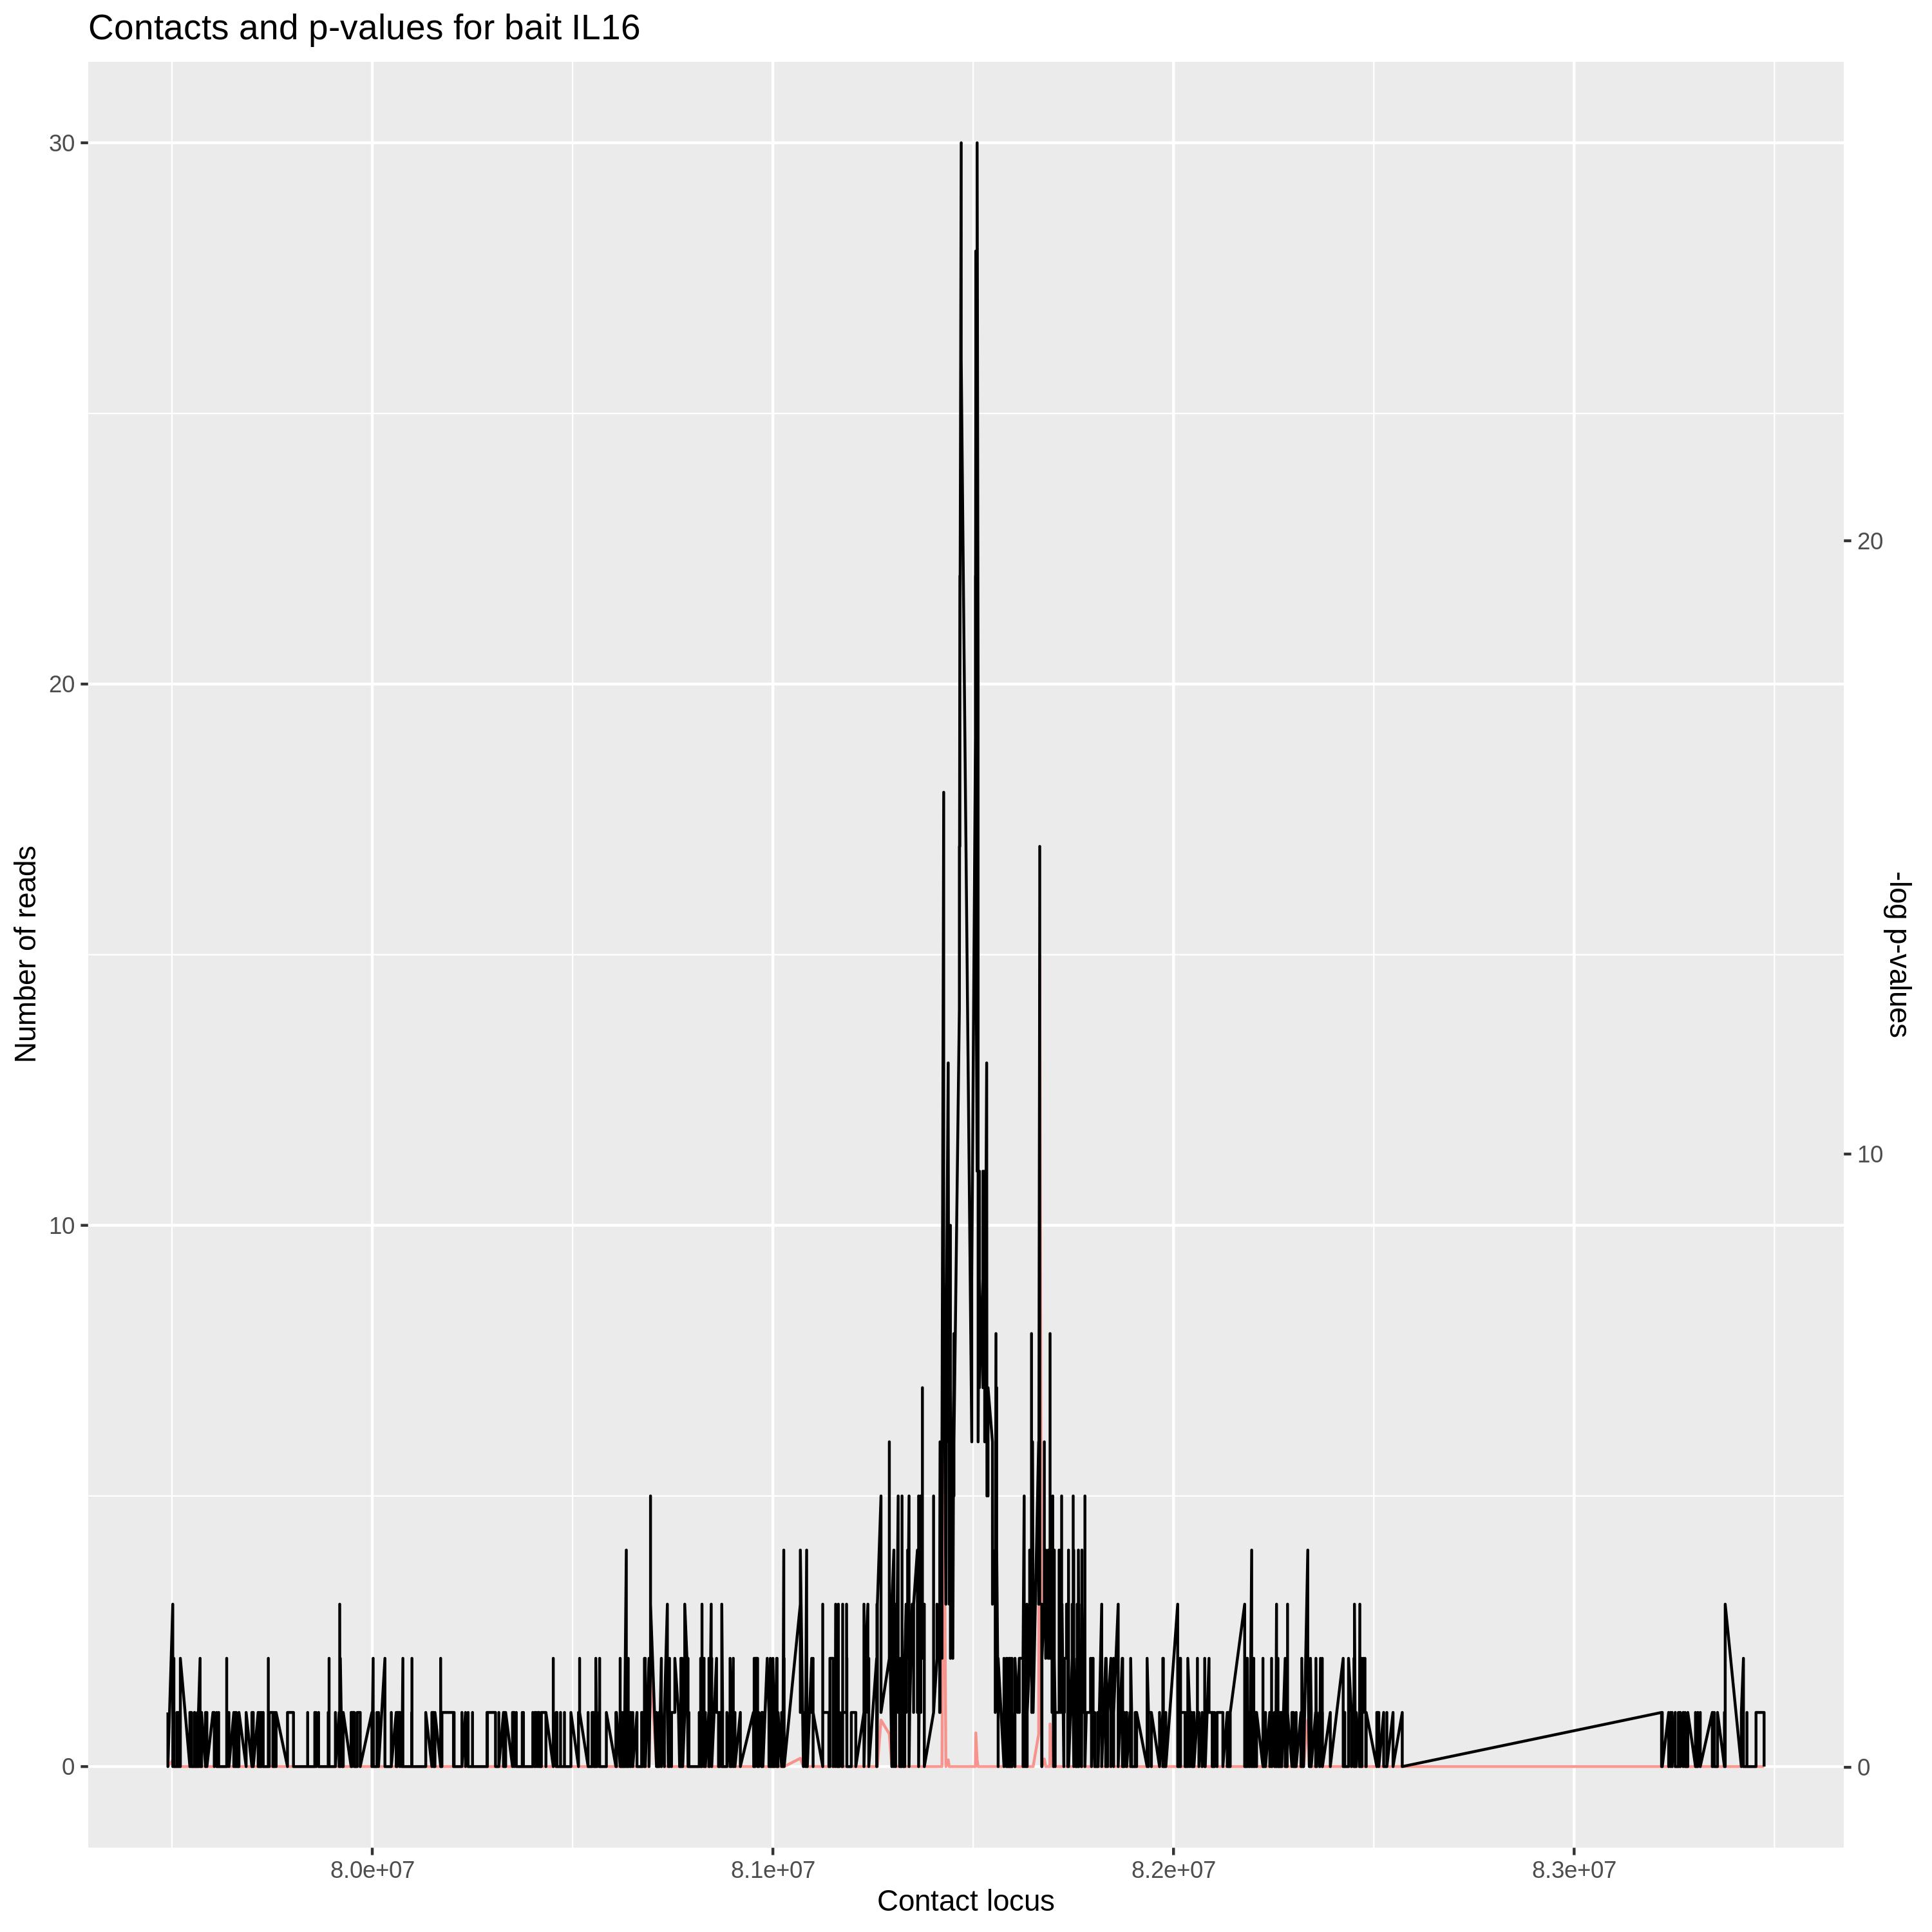 Contacts and p-values for bait IL16
30
20
10
0
Number of reads
20
10
0
-log p-values
8.0e+07
8.1e+07
8.2e+07
8.3e+07
Contact locus